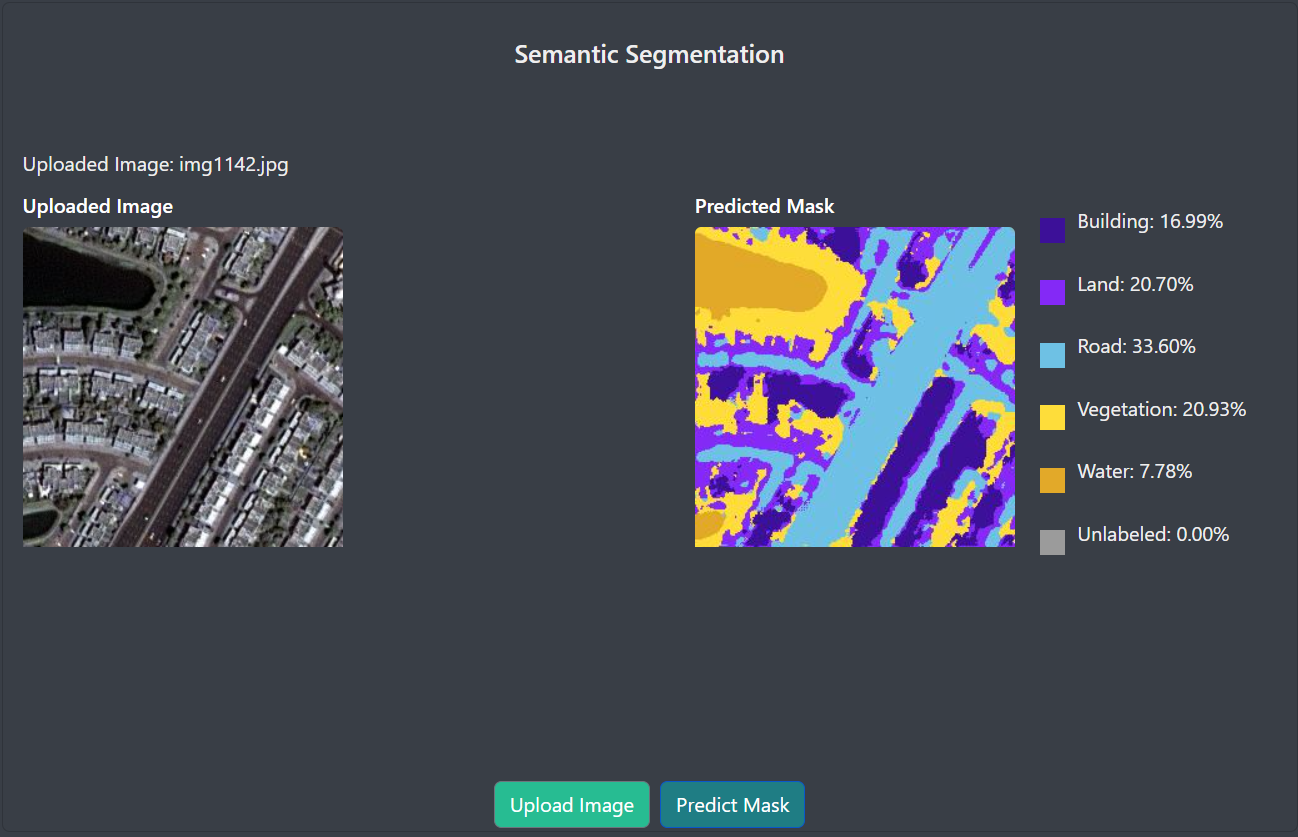 Semantic Segmentation
Uploaded Image: img1142.jpg
Uploaded Image
Predicted Mask
Building: 16.99%
Land: 20.70%
Road: 33.60%
Vegetation: 20.93%
Water: 7.78%
Unlabeled: 0.00%
Upload Image
Predict Mask